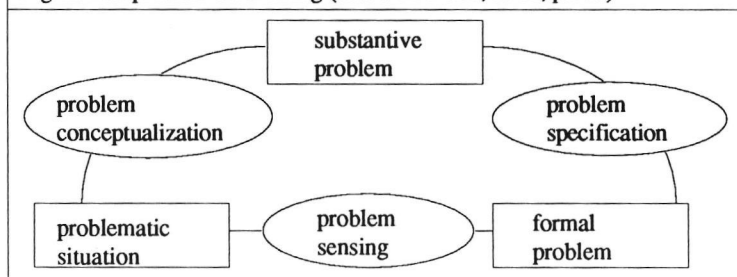 substantive
problem
problem
conceptualization
problem
specification
problematic
situation
problem
sensing
formal
problem